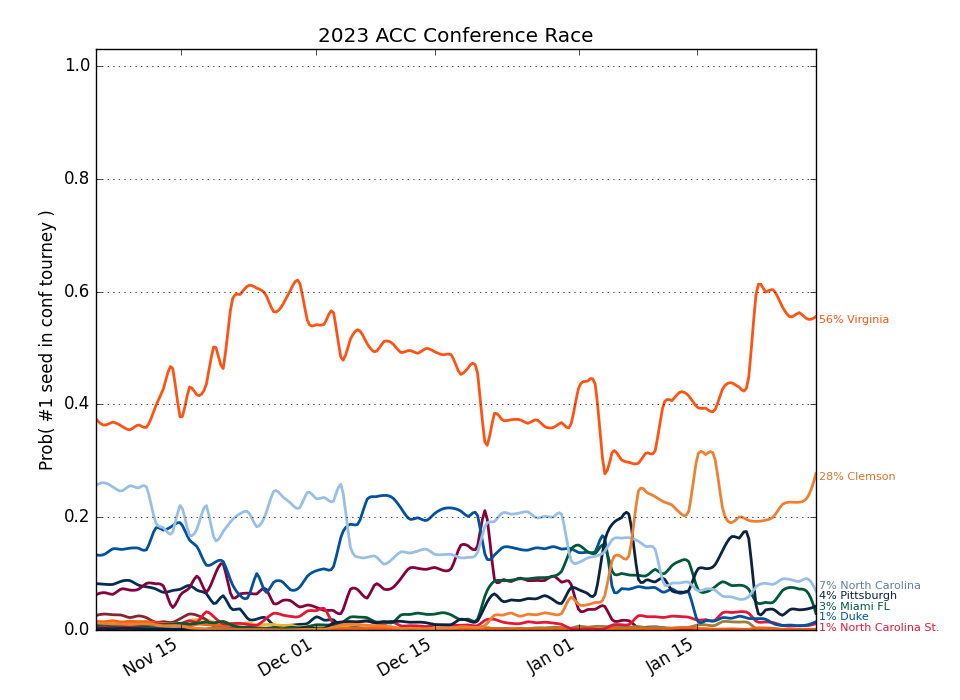 2023 ACC Conference Race
Prob( #1 seed in conf tourney )
1.0
0.8
0.6
0.4
0.2
0.0
Nov 15
Dec 01
Dec 15
Jan 01
Jan 15
56% Virginia
28% Clemson
7% North Carolina
4% Pittsburgh
3% Miami FL
1% Duke
1% North Carolina St.